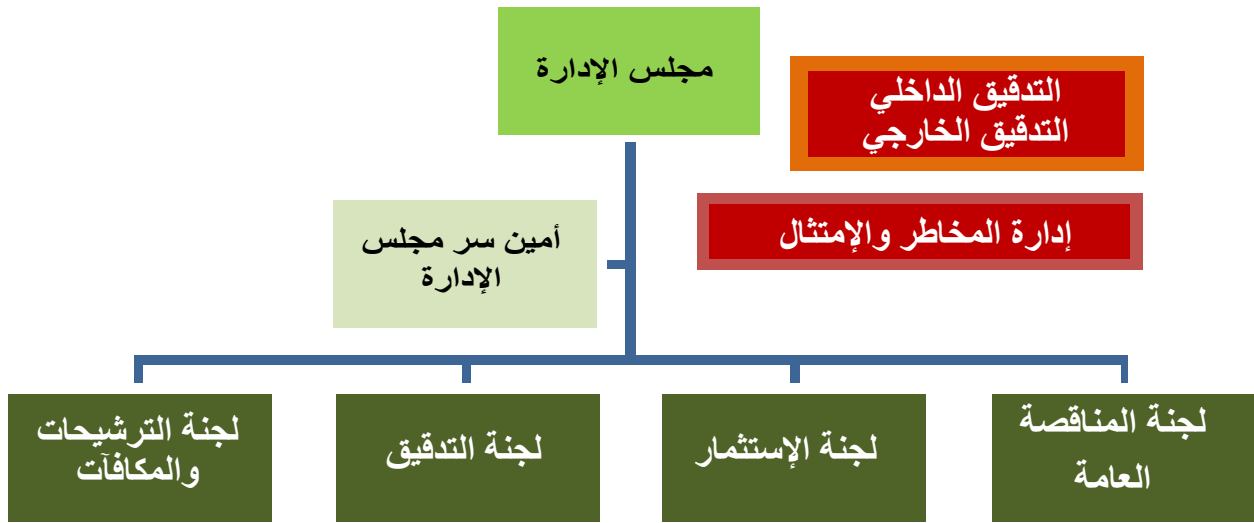 مجلس الإدارة
التدقيق الداخلي
التدقيق الخارجي
إدارة المخاطر والإمتثال
أمين سر مجلس
الإدارة
لجنة المناقصة
العامة
لجنة الإستثمار
لجنة التدقيق
لجنة الترشيحات
والمكافآت